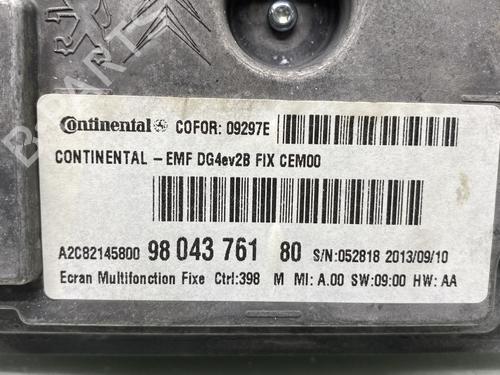 Continental COFOR: 09297E
CONTINENTAL - EMF DG4ev2B FIX CEM00
A2C82145800 98 043 761 80 S/N:052818 2013/09/10
Ecran Multifonction Fixe Ctrl:398 M MI: A.00 SW:09:00 HW: AA
B-PARTS